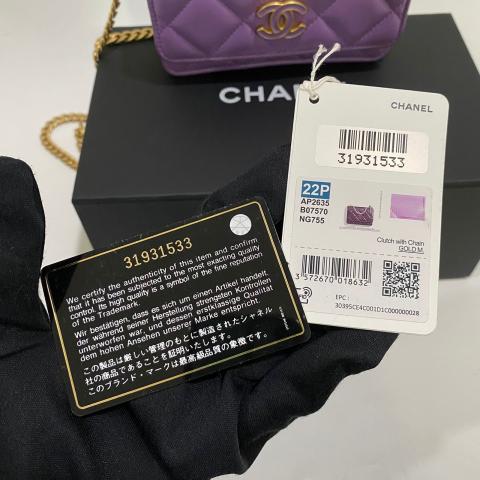 CHANEL
CHANEL
31931533
22P
AP2635
B07570
NG755
Clutch with Chain
GOLD M.
3 572670 018632
EPC :
30395CE4C001D1C000000028
31931533
We certify the authenticity of this item and confirm
that it has been subjected to the most exacting quality
control. Its high quality is a symbol of the fine reputation
of the Trademark.
Wir bestätigen, dass es sich um einen Artikel handelt,
der während seiner Herstellung strengsten Kontrollen
unterworfen war, und dessen erstklassige Qualität
dem hohen Ansehen unserer Marke entspricht.
この製品は厳しい管理のもとに製造されたシャネル
社の商品であることを証明いたします。
このブランド・マークは最高級品質の象徴です。